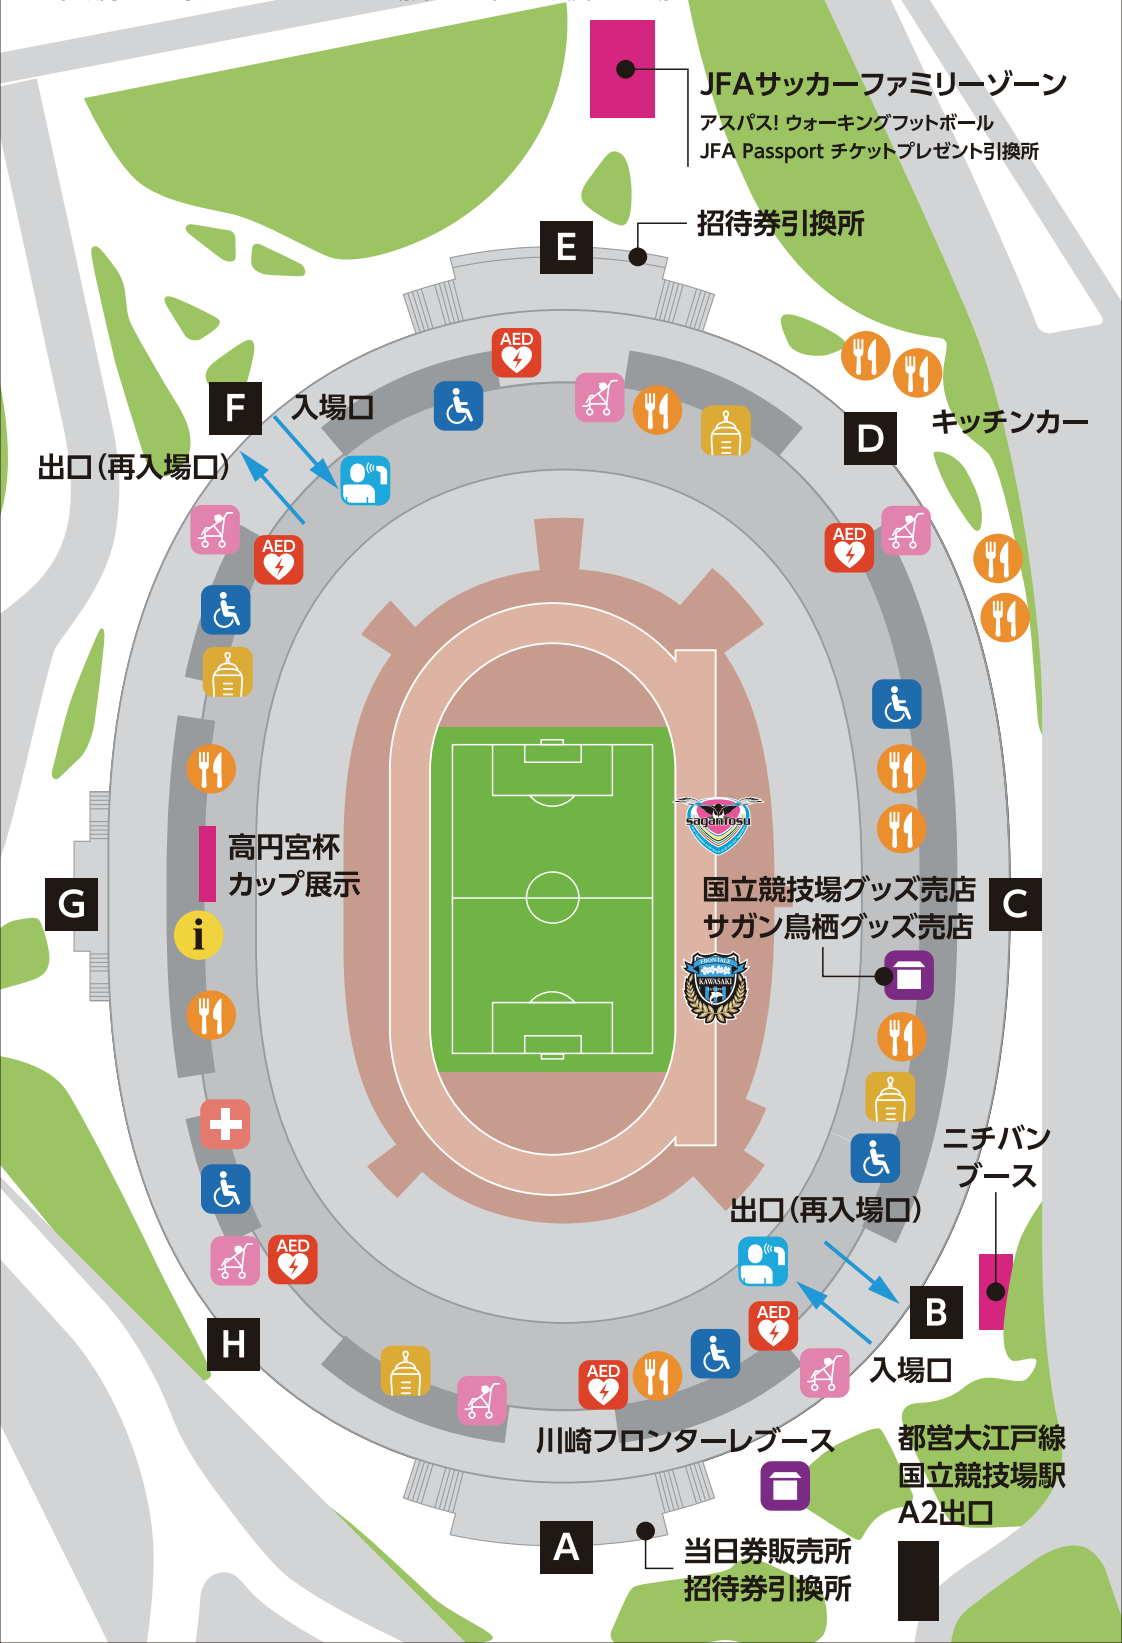 JFAサッカーファミリーゾーン
アスパス! ウォーキングフットボール
JFA Passport チケットプレゼント引換所
招待券引換所
E
AED
F
入場口
D
キッチンカー
出口(再入場口)
AED
AED
sagantosu
高円宮杯
カップ展示
G
国立競技場グッズ売店
サガン鳥栖グッズ売店
C
i
FRONTALE
KAWASAKI
ニチバン
ブース
出口(再入場口)
AED
B
H
AED
AED
入場口
川崎フロンターレブース
都営大江戸線
国立競技場駅
A2出口
A
当日券販売所
招待券引換所